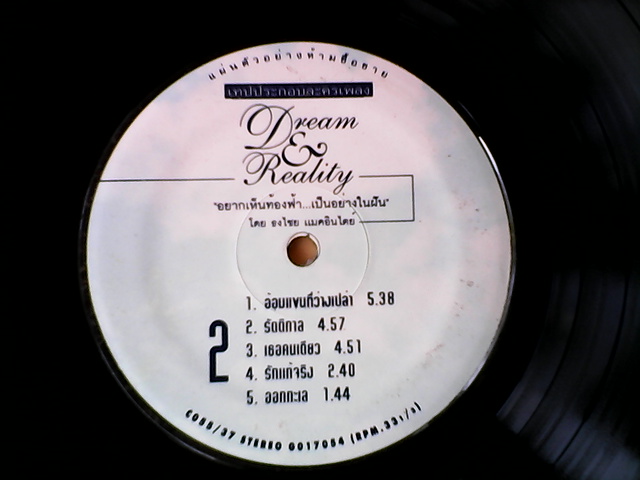 แผ่นตัวอย่างห้ามซื้อขาย
เทปประกอบละครเพลง
Dream
&
Reality
"อยากเห็นท้องฟ้า...เป็นอย่างในฝัน"
โดย ธงไชย แมคอินไตย์
2
1. อ้อมแขนที่ว่างเปล่า 5.38
2. รัตติกาล 4.57
3. เธอคนเดียว 4.51
4. รักแท้จริง 2.40
5. ออกทะเล 1.44
CO88/37 STEREO 0017084 (RPM.33 1/3)